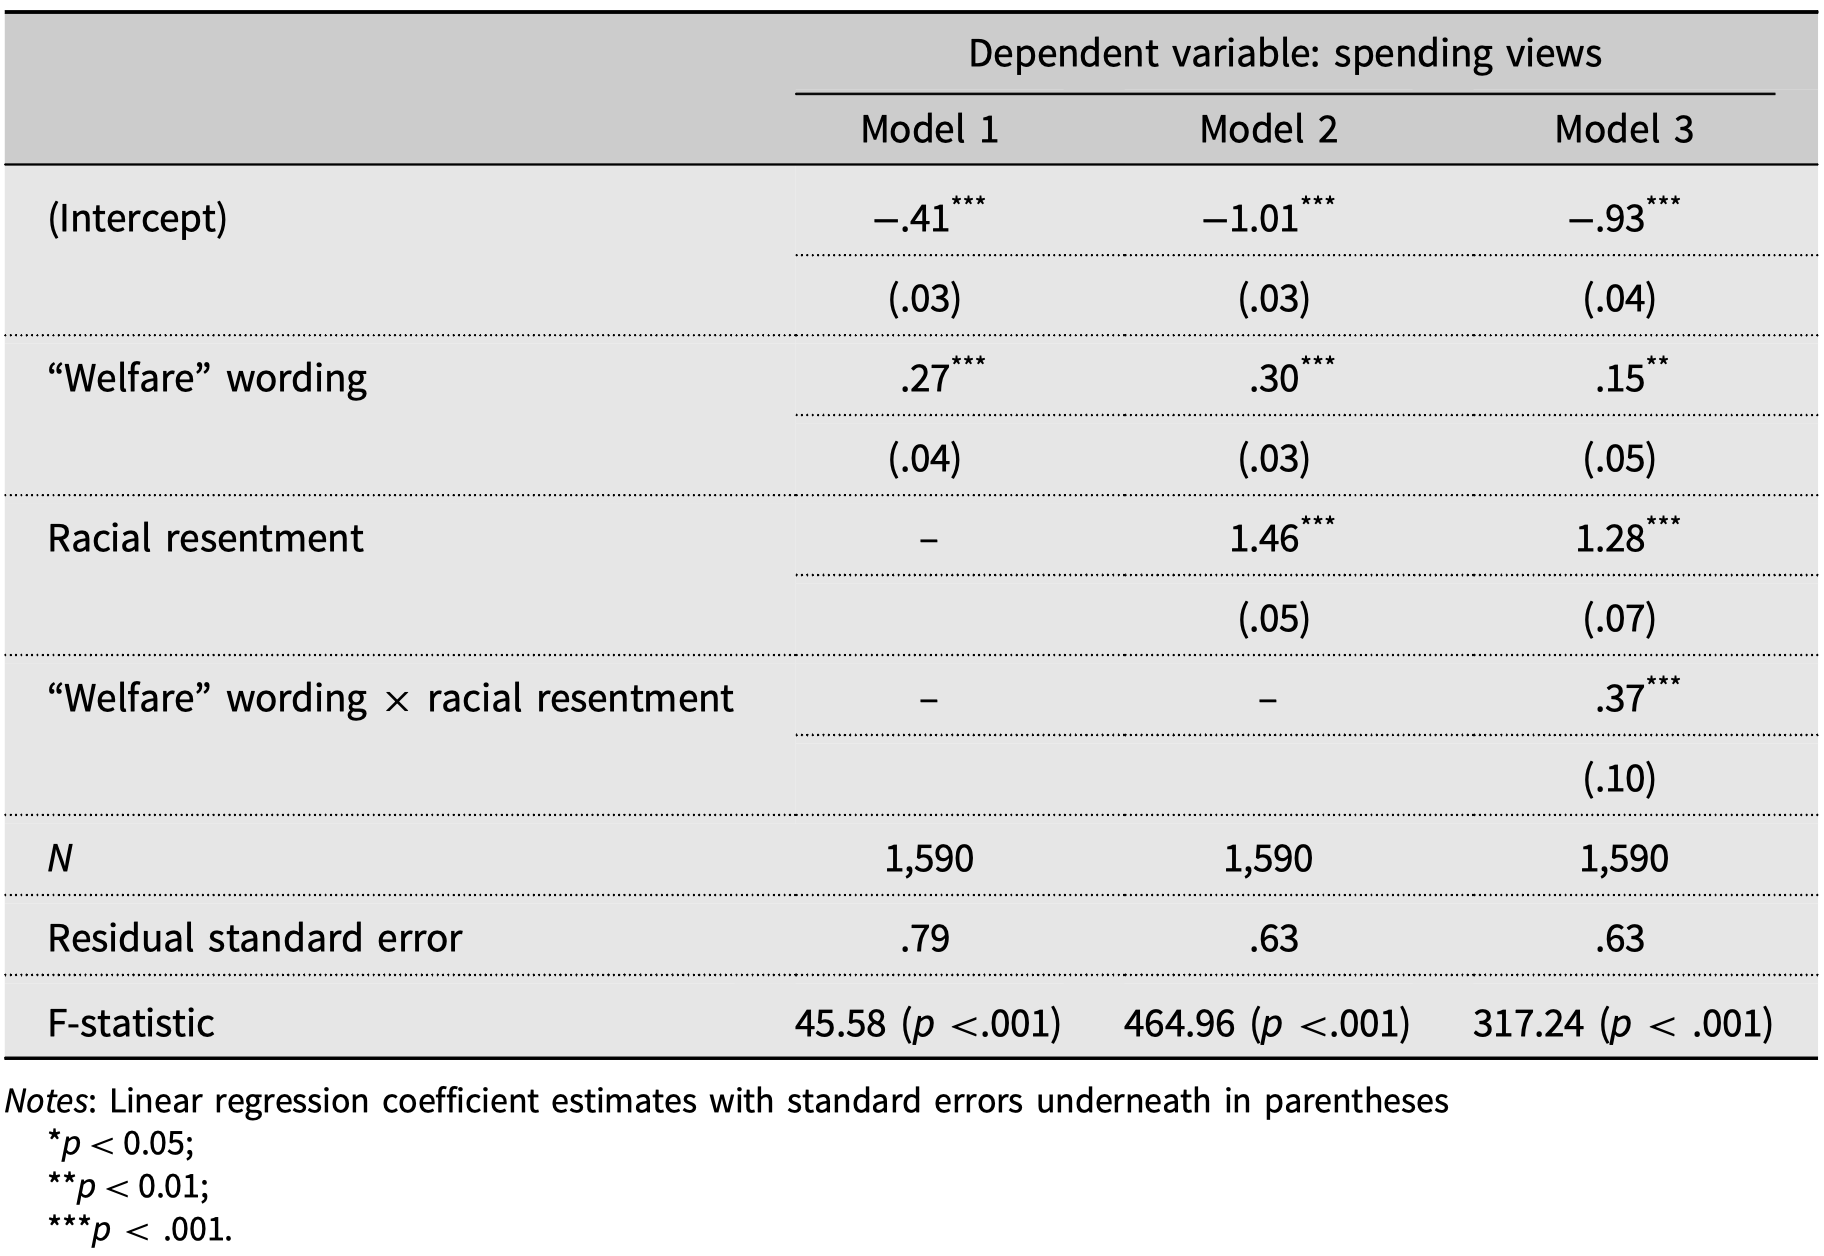 Dependent variable: spending views
Model 1 Model 2 Model 3
(Intercept) −.41*** −1.01*** −.93***
(.03) (.03) (.04)
“Welfare” wording .27*** .30*** .15**
(.04) (.03) (.05)
Racial resentment – 1.46*** 1.28***
(.05) (.07)
“Welfare” wording × racial resentment – – .37***
(.10)
N 1,590 1,590 1,590
Residual standard error .79 .63 .63
F-statistic 45.58 (p <.001) 464.96 (p <.001) 317.24 (p < .001)
Notes: Linear regression coefficient estimates with standard errors underneath in parentheses
*p < 0.05;
**p < 0.01;
***p < .001.